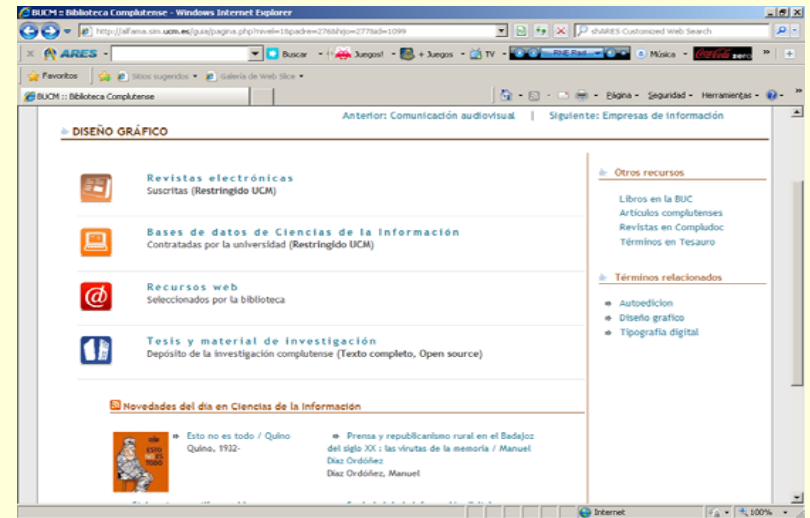 BUCM :: Biblioteca Complutense - Windows Internet Explorer
http://alfama.sim.ucm.es/guia/pagina.php?nivel=1&padre=276&hijo=277&id=1099
shARES Customized Web Search
ARES
Buscar
Juegos!
+ Juegos
TV
Música
Coca-Cola zero
Favoritos
Sitios sugeridos
Galería de Web Slice
BUCM :: Biblioteca Complutense
Página
Seguridad
Herramientas
Anterior: Comunicación audiovisual | Siguiente: Empresas de información
DISEÑO GRÁFICO
Revistas electrónicas
Suscritas (Restringido UCM)
Bases de datos de Ciencias de la Información
Contratadas por la universidad (Restringido UCM)
Recursos web
Seleccionados por la biblioteca
Tesis y material de investigación
Depósito de la investigación complutense (Texto completo, Open source)
Otros recursos
Libros en la BUC
Artículos complutenses
Revistas en Compludoc
Términos en Tesauro
Términos relacionados
Autoedicion
Diseño grafico
Tipografia digital
Novedades del día en Ciencias de la Información
ESTO NO ES TODO
Esto no es todo / Quino
Quino, 1932-
Prensa y republicanismo rural en el Badajoz
del siglo XX : las virutas de la memoria / Manuel
Díaz Ordóñez
Díaz Ordóñez, Manuel
Internet
100%